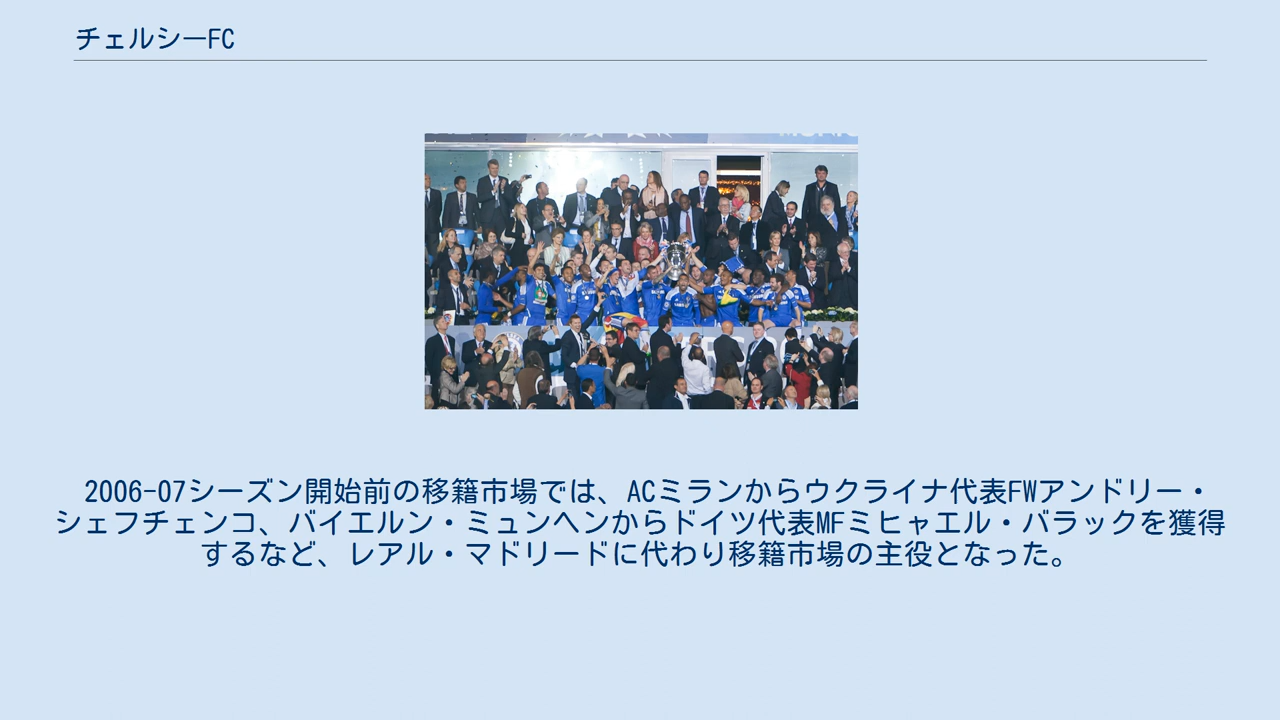 チェルシーFC
2006-07シーズン開始前の移籍市場では、ACミランからウクライナ代表FWアンドリー・
シェフチェンコ、バイエルン・ミュンヘンからドイツ代表MFミヒャエル・バラックを獲得
するなど、レアル・マドリードに代わり移籍市場の主役となった。